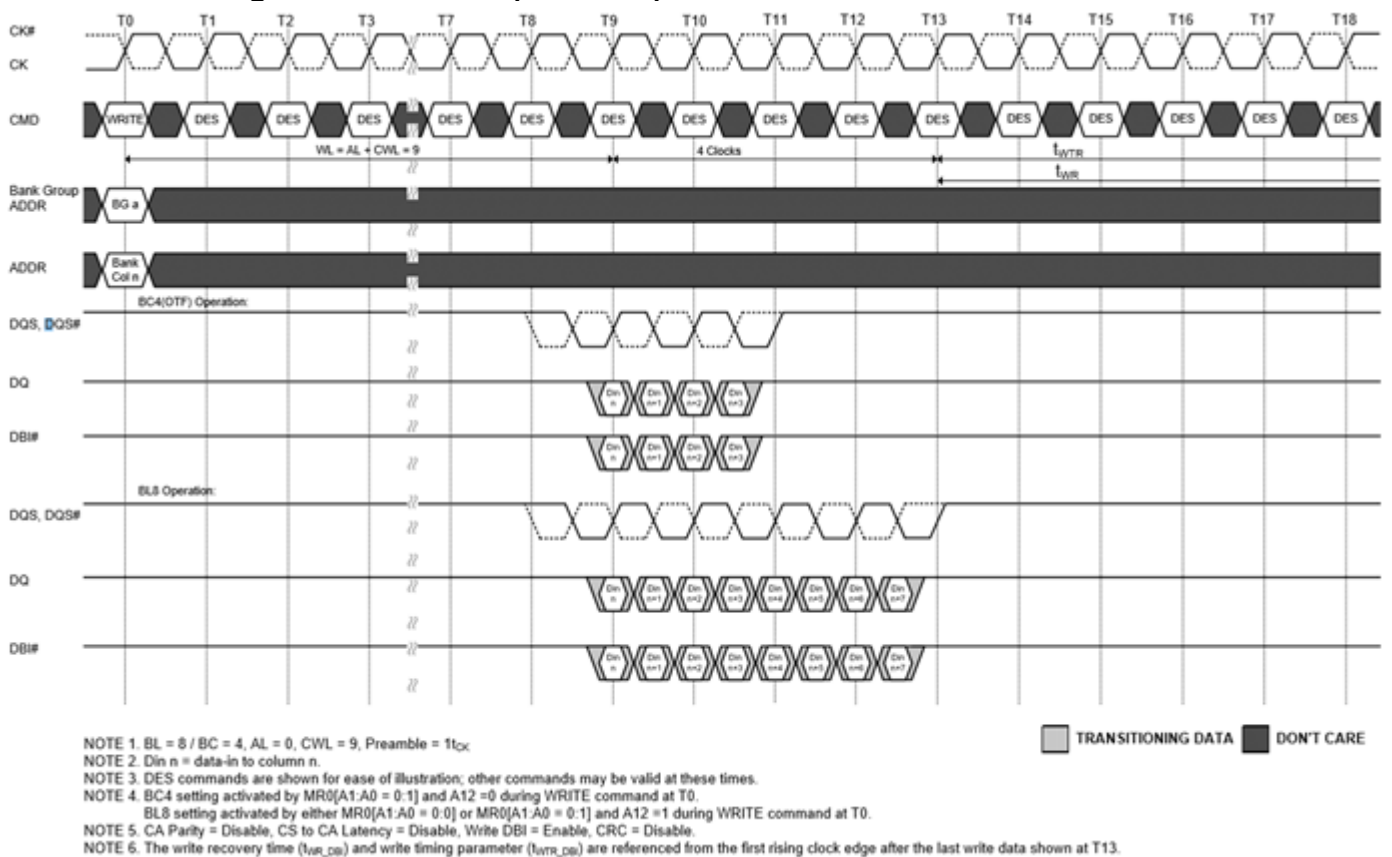 T0 T1 T2 T3 T7 T8 T9 T10 T11 T12 T13 T14 T15 T16 T17 T18
CK#
CK
CMD WRITE DES DES DES DES DES DES DES DES DES DES DES DES DES DES DES
WL = AL + CWL = 9 4 Clocks tWTR
tWR
Bank Group
ADDR BG a
ADDR Bank
Col n
BC4(OTF) Operation:
DQS, DQS#
DQ Din n Din n+1 Din n+2 Din n+3
DBI# Din n Din n+1 Din n+2 Din n+3
BL8 Operation:
DQS, DQS#
DQ Din n Din n+1 Din n+2 Din n+3 Din n+4 Din n+5 Din n+6 Din n+7
DBI# Din n Din n+1 Din n+2 Din n+3 Din n+4 Din n+5 Din n+6 Din n+7
TRANSITIONING DATA DON'T CARE
NOTE 1. BL = 8 / BC = 4, AL = 0, CWL = 9, Preamble = 1tCK
NOTE 2. Din n = data-in to column n.
NOTE 3. DES commands are shown for ease of illustration; other commands may be valid at these times.
NOTE 4. BC4 setting activated by MR0[A1:A0 = 0:1] and A12 =0 during WRITE command at T0.
BL8 setting activated by either MR0[A1:A0 = 0:0] or MR0[A1:A0 = 0:1] and A12 =1 during WRITE command at T0.
NOTE 5. CA Parity = Disable, CS to CA Latency = Disable, Write DBI = Enable, CRC = Disable.
NOTE 6. The write recovery time (tWR_DBI) and write timing parameter (tWTR_DBI) are referenced from the first rising clock edge after the last write data shown at T13.